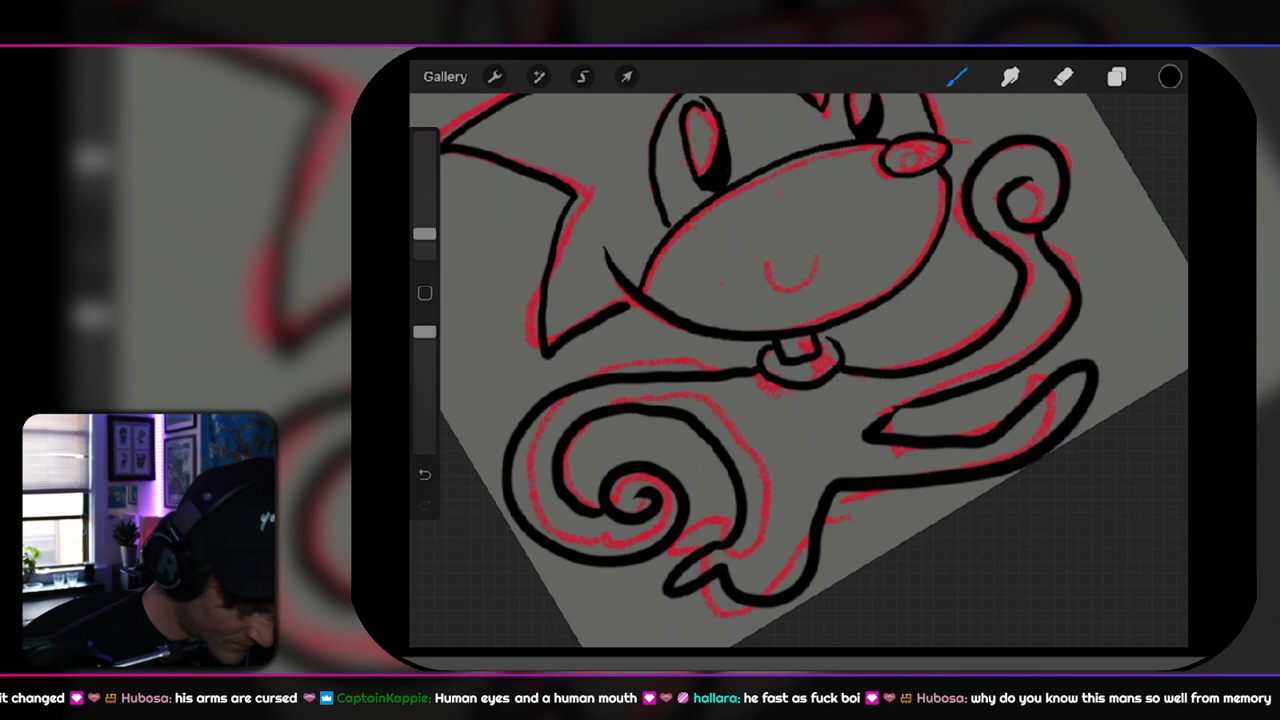 Gallery
it changed Hubosa: his arms are cursed CaptainKappie: Human eyes and a human mouth hallara: he fast as fuck boi Hubosa: why do you know this mans so well from memory